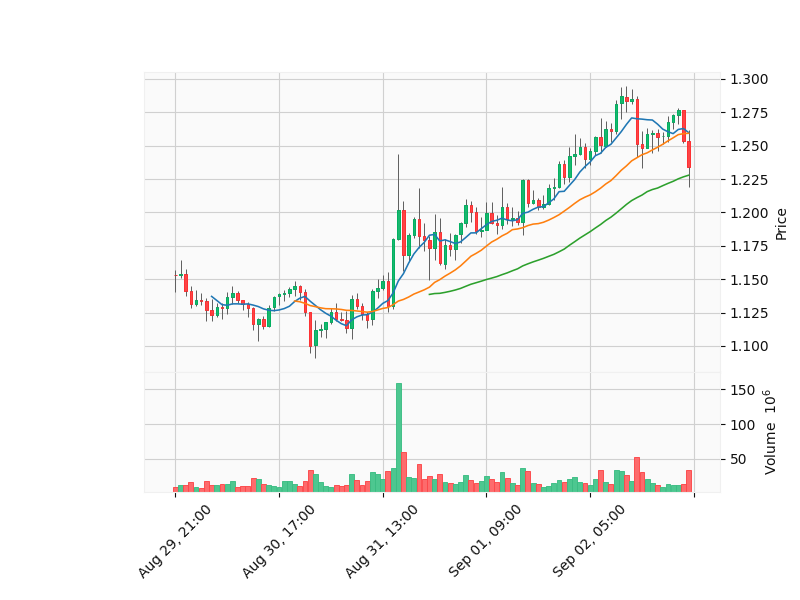 1.300
1.275
1.250
1.225
1.200
1.175
1.150
1.125
1.100
Price
150
100
50
Volume 10^6
Aug 29, 21:00
Aug 30, 17:00
Aug 31, 13:00
Sep 01, 09:00
Sep 02, 05:00